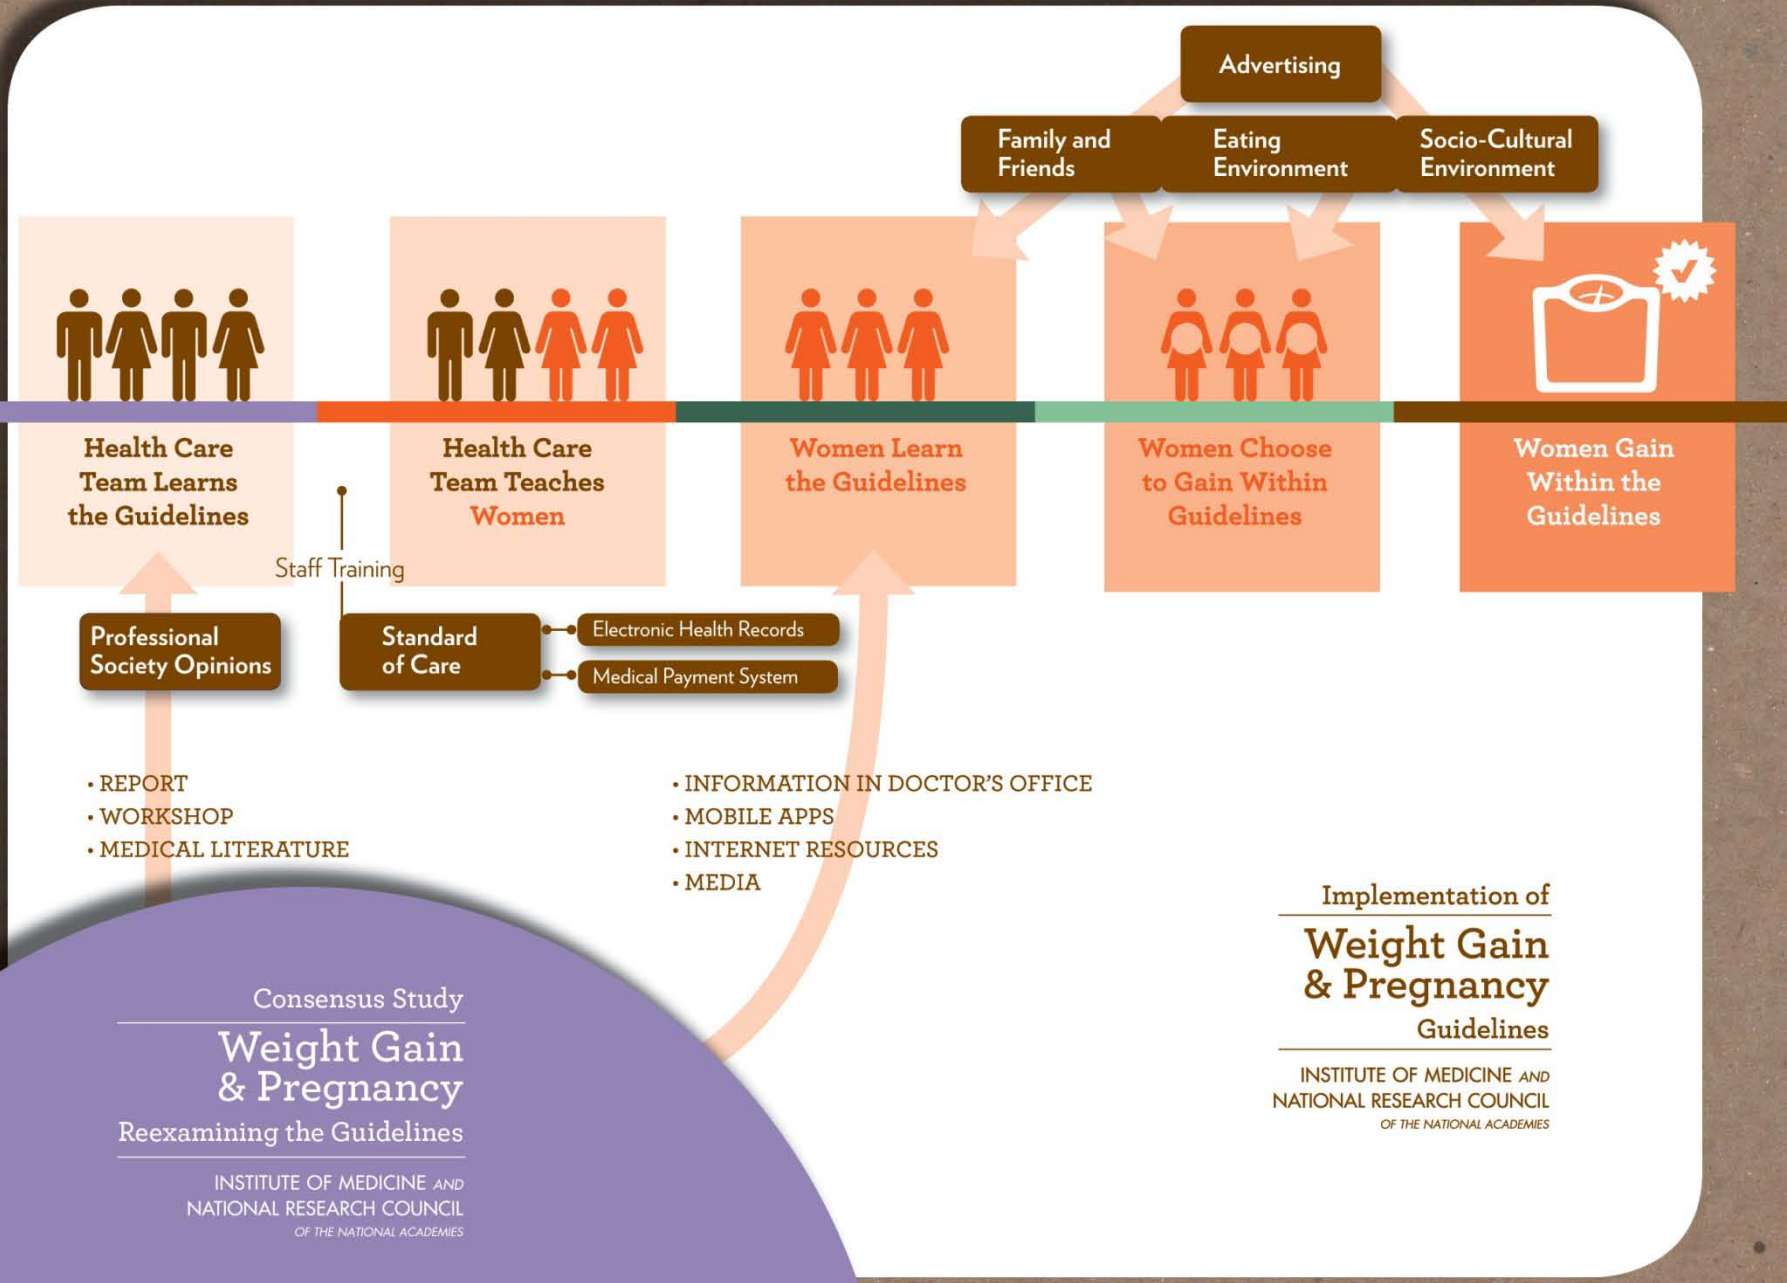 Advertising
Family and
Friends
Eating
Environment
Socio-Cultural
Environment
Health Care
Team Learns
the Guidelines
Health Care
Team Teaches
Women
Women Learn
the Guidelines
Women Choose
to Gain Within
Guidelines
Women Gain
Within the
Guidelines
Staff Training
Professional
Society Opinions
Standard
of Care
Electronic Health Records
Medical Payment System
• REPORT
• WORKSHOP
• MEDICAL LITERATURE
• INFORMATION IN DOCTOR'S OFFICE
• MOBILE APPS
• INTERNET RESOURCES
• MEDIA
Consensus Study
Weight Gain
& Pregnancy
Reexamining the Guidelines
INSTITUTE OF MEDICINE AND
NATIONAL RESEARCH COUNCIL
OF THE NATIONAL ACADEMIES
Implementation of
Weight Gain
& Pregnancy
Guidelines
INSTITUTE OF MEDICINE AND
NATIONAL RESEARCH COUNCIL
OF THE NATIONAL ACADEMIES